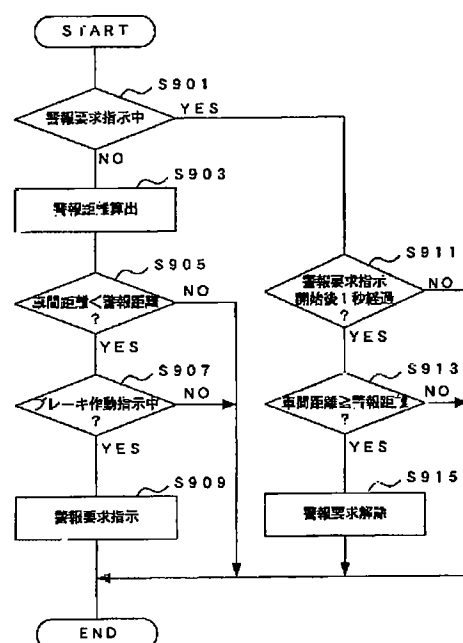 START
S901
警報要求指示中
YES
NO
S903
警報距離算出
S905
車間距離<警報距離
?
NO
YES
S907
ブレーキ作動指示中
?
NO
YES
S909
警報要求指示
S911
警報要求指示
開始後1秒経過
?
NO
YES
S913
車間距離≧警報距離
?
NO
YES
S915
警報要求解除
END